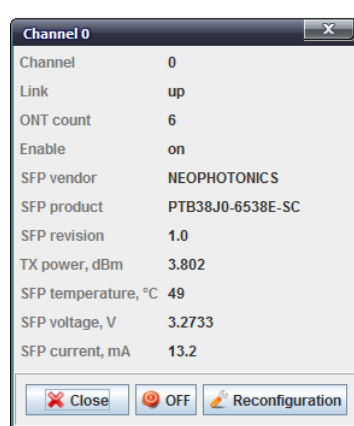 Channel 0
Channel 0
Link up
ONT count 6
Enable on
SFP vendor NEOPHOTONICS
SFP product PTB38J0-6538E-SC
SFP revision 1.0
TX power, dBm 3.802
SFP temperature, °C 49
SFP voltage, V 3.2733
SFP current, mA 13.2
Close OFF Reconfiguration